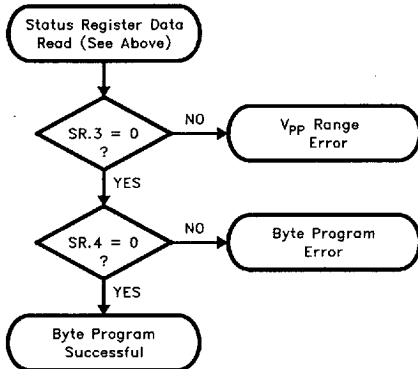 Status Register Data
Read (See Above)
SR.3 = 0
?
NO
VPP Range
Error
YES
SR.4 = 0
?
NO
Byte Program
Error
YES
Byte Program
Successful